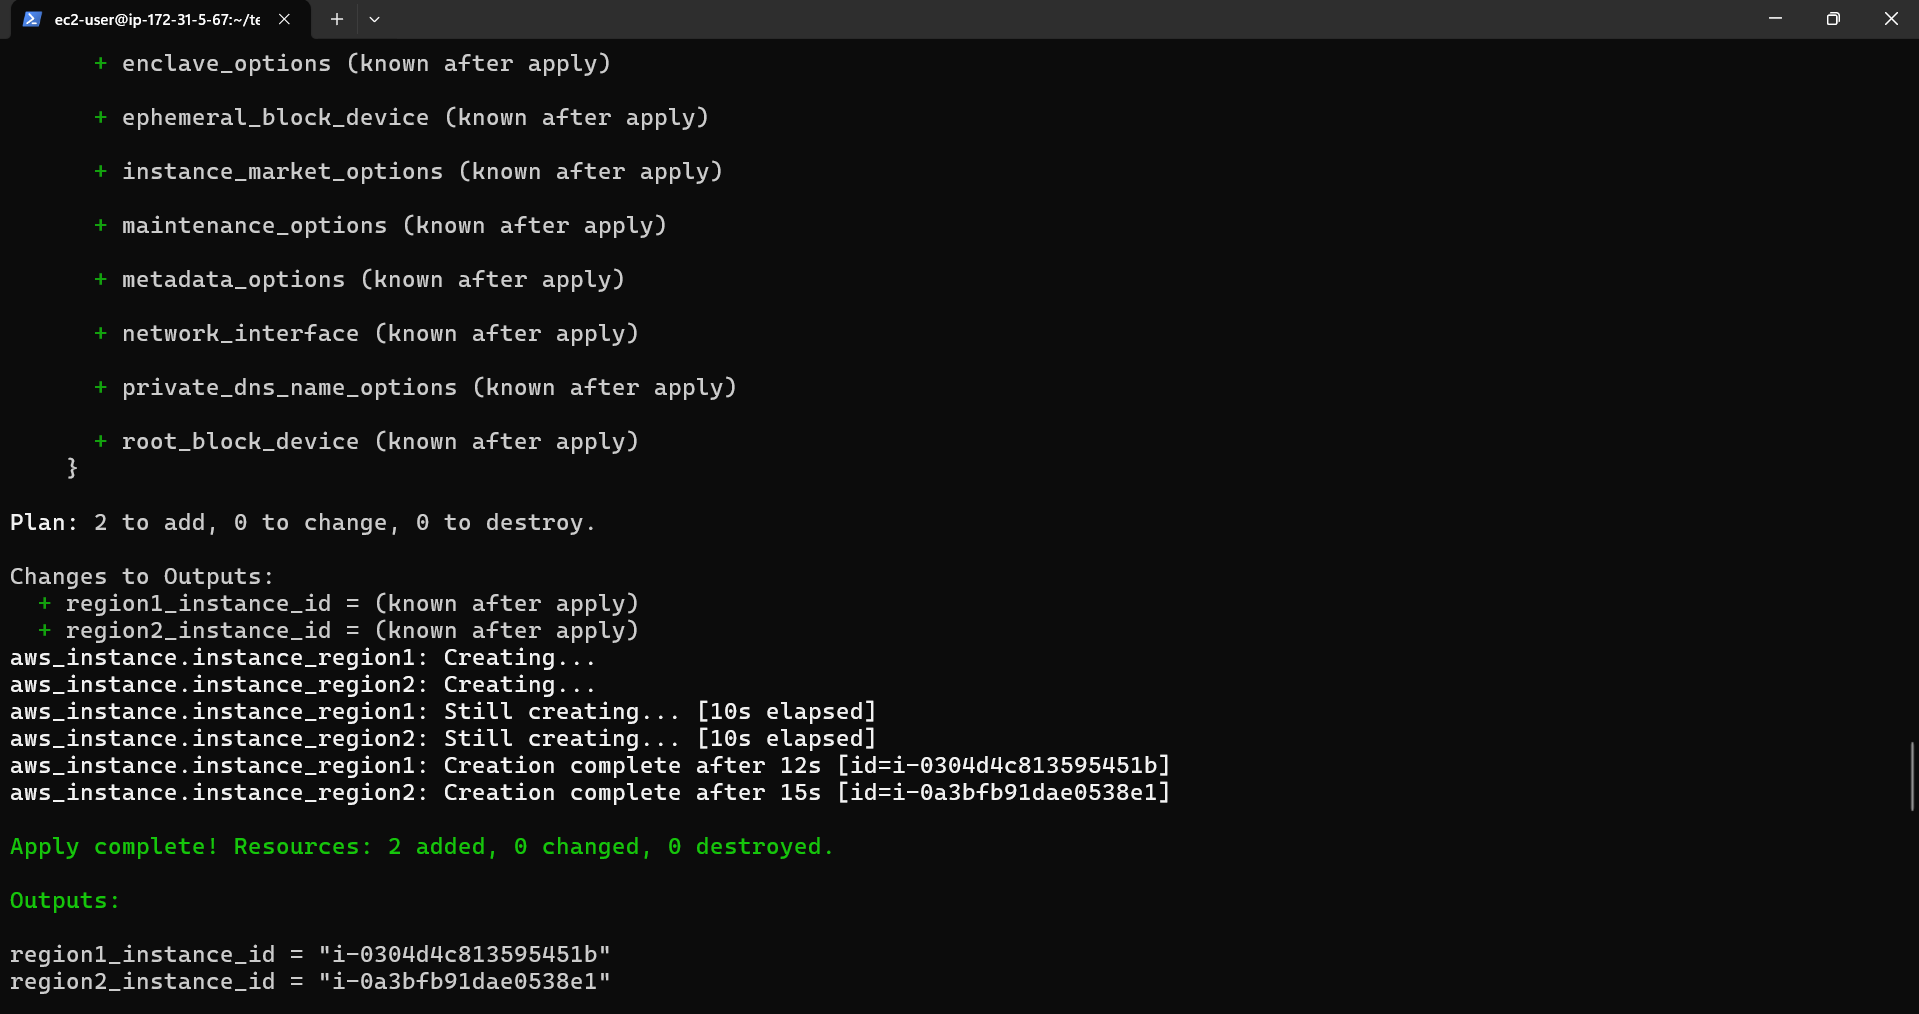 ec2-user@ip-172-31-5-67:~/te
+ enclave_options (known after apply)
+ ephemeral_block_device (known after apply)
+ instance_market_options (known after apply)
+ maintenance_options (known after apply)
+ metadata_options (known after apply)
+ network_interface (known after apply)
+ private_dns_name_options (known after apply)
+ root_block_device (known after apply)
}
Plan: 2 to add, 0 to change, 0 to destroy.
Changes to Outputs:
+ region1_instance_id = (known after apply)
+ region2_instance_id = (known after apply)
aws_instance.instance_region1: Creating...
aws_instance.instance_region2: Creating...
aws_instance.instance_region1: Still creating... [10s elapsed]
aws_instance.instance_region2: Still creating... [10s elapsed]
aws_instance.instance_region1: Creation complete after 12s [id=i-0304d4c813595451b]
aws_instance.instance_region2: Creation complete after 15s [id=i-0a3bfb91dae0538e1]
Apply complete! Resources: 2 added, 0 changed, 0 destroyed.
Outputs:
region1_instance_id = "i-0304d4c813595451b"
region2_instance_id = "i-0a3bfb91dae0538e1"